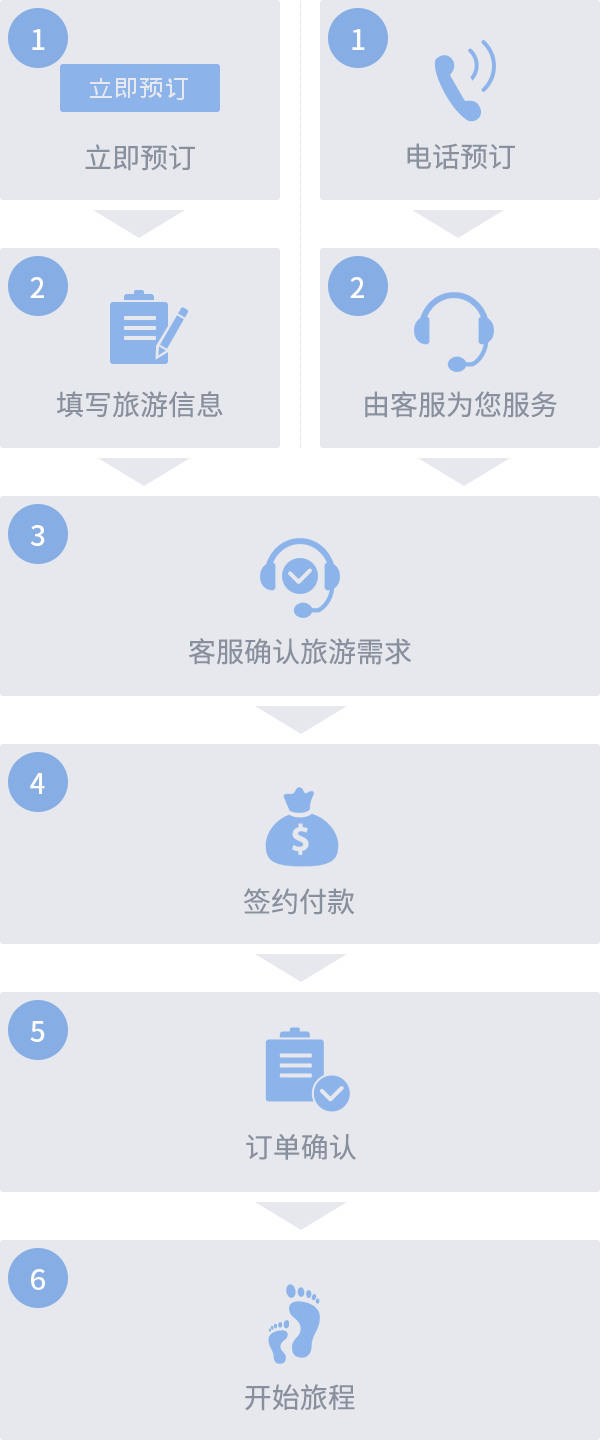 1
立即预订
立即预订
1
电话预订
2
填写旅游信息
2
由客服为您服务
3
客服确认旅游需求
4
$
签约付款
5
订单确认
6
开始旅程